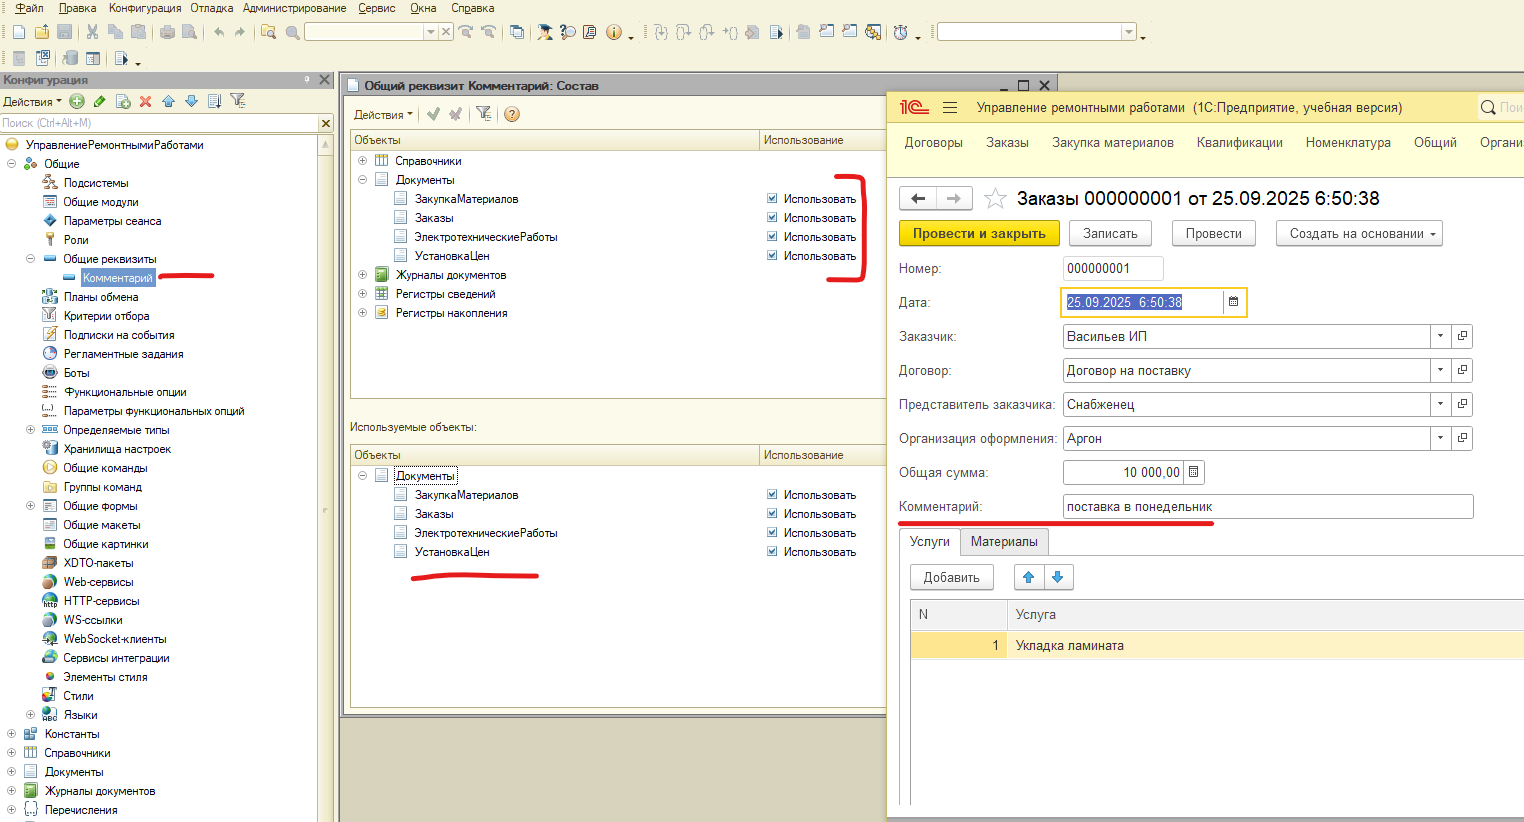 Файл Правка Конфигурация Отладка Администрирование Сервис Окна Справка
Конфигурация
Действия
Поиск (Ctrl+Alt+M)
УправлениеРемонтнымиРаботами
Общие
Подсистемы
Общие модули
Параметры сеанса
Роли
Общие реквизиты
Комментарий
Планы обмена
Критерии отбора
Подписки на события
Регламентные задания
Боты
Функциональные опции
Параметры функциональных опций
Определяемые типы
Хранилища настроек
Общие команды
Группы команд
Общие формы
Общие макеты
Общие картинки
XDTO-пакеты
Web-сервисы
HTTP-сервисы
WS-ссылки
WebSocket-клиенты
Сервисы интеграции
Элементы стиля
Стили
Языки
Константы
Справочники
Документы
Журналы документов
Перечисления
Общий реквизит Комментарий: Состав
Действия
Объекты Использование
Справочники
Документы
ЗакупкаМатериалов Использовать
Заказы Использовать
ЭлектротехническиеРаботы Использовать
УстановкаЦен Использовать
Журналы документов
Регистры сведений
Регистры накопления
Используемые объекты:
Объекты Использование
Документы
ЗакупкаМатериалов Использовать
Заказы Использовать
ЭлектротехническиеРаботы Использовать
УстановкаЦен Использовать
1С Управление ремонтными работами (1С:Предприятие, учебная версия) Пои
Договоры Заказы Закупка материалов Квалификации Номенклатура Общий Органи
Заказы 000000001 от 25.09.2025 6:50:38
Провести и закрыть Записать Провести Создать на основании
Номер: 000000001
Дата: 25.09.2025 6:50:38
Заказчик: Васильев ИП
Договор: Договор на поставку
Представитель заказчика: Снабженец
Организация оформления: Аргон
Общая сумма: 10 000,00
Комментарий: поставка в понедельник
Услуги Материалы
Добавить
N Услуга
1 Укладка ламината